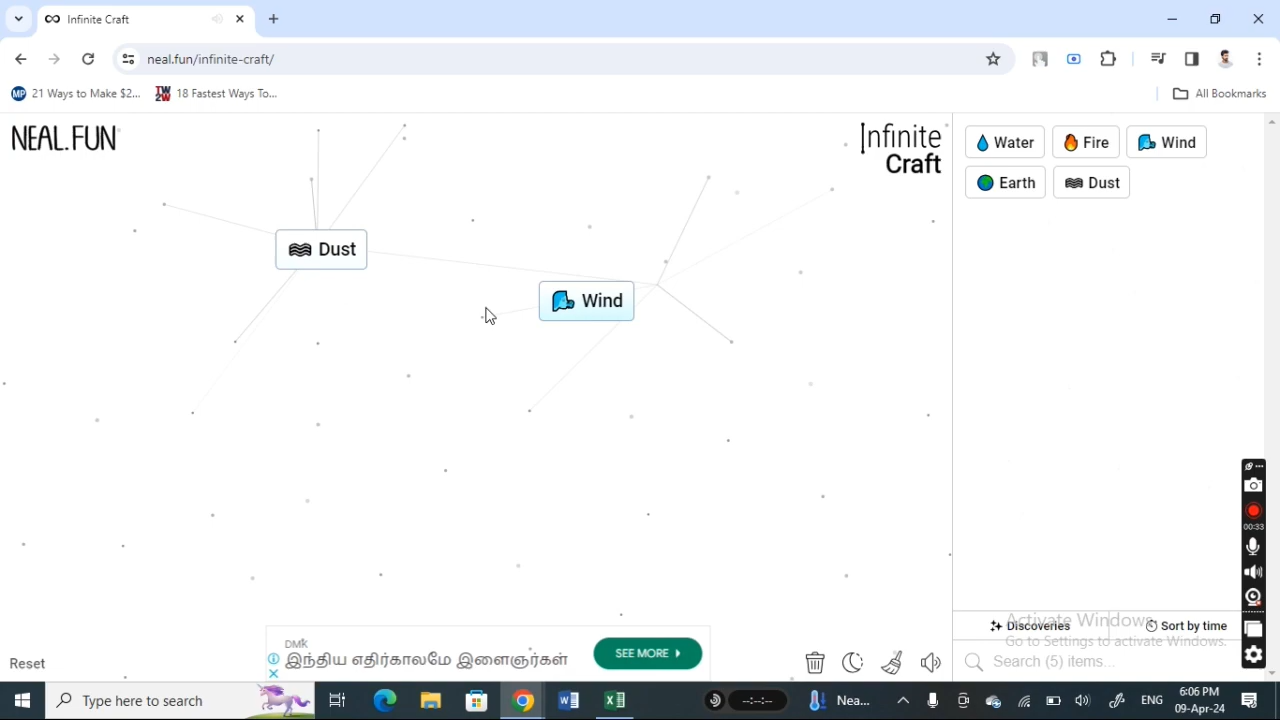 Infinite Craft
neal.fun/infinite-craft/
21 Ways to Make $2...
18 Fastest Ways To...
All Bookmarks
NEAL.FUN
Infinite
Craft
Water
Fire
Wind
Earth
Dust
Dust
Wind
00:33
Discoveries
Sort by time
Activate Windows
Go to Settings to activate Windows.
Search (5) items...
DMK
இந்திய எதிர்காலமே இளைஞர்கள்
SEE MORE
Reset
Type here to search
--:--:--
Nea...
ENG
6:06 PM
09-Apr-24